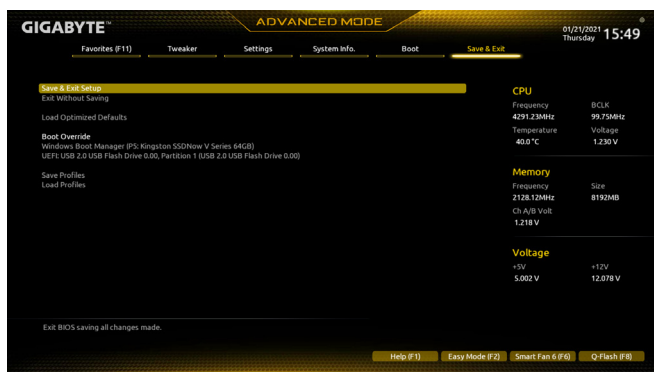 GIGABYTE™
ADVANCED MODE
01/21/2021
Thursday
15:49
Favorites (F11) Tweaker Settings System Info. Boot Save & Exit
Save & Exit Setup
Exit Without Saving
Load Optimized Defaults
Boot Override
Windows Boot Manager (P5: Kingston SSDNow V Series 64GB)
UEFI: USB 2.0 USB Flash Drive 0.00, Partition 1 (USB 2.0 USB Flash Drive 0.00)
Save Profiles
Load Profiles
CPU
Frequency BCLK
4291.23MHz 99.75MHz
Temperature Voltage
40.0 °C 1.230 V
Memory
Frequency Size
2128.12MHz 8192MB
Ch A/B Volt
1.218 V
Voltage
+5V +12V
5.002 V 12.078 V
Exit BIOS saving all changes made.
Help (F1) Easy Mode (F2) Smart Fan 6 (F6) Q-Flash (F8)